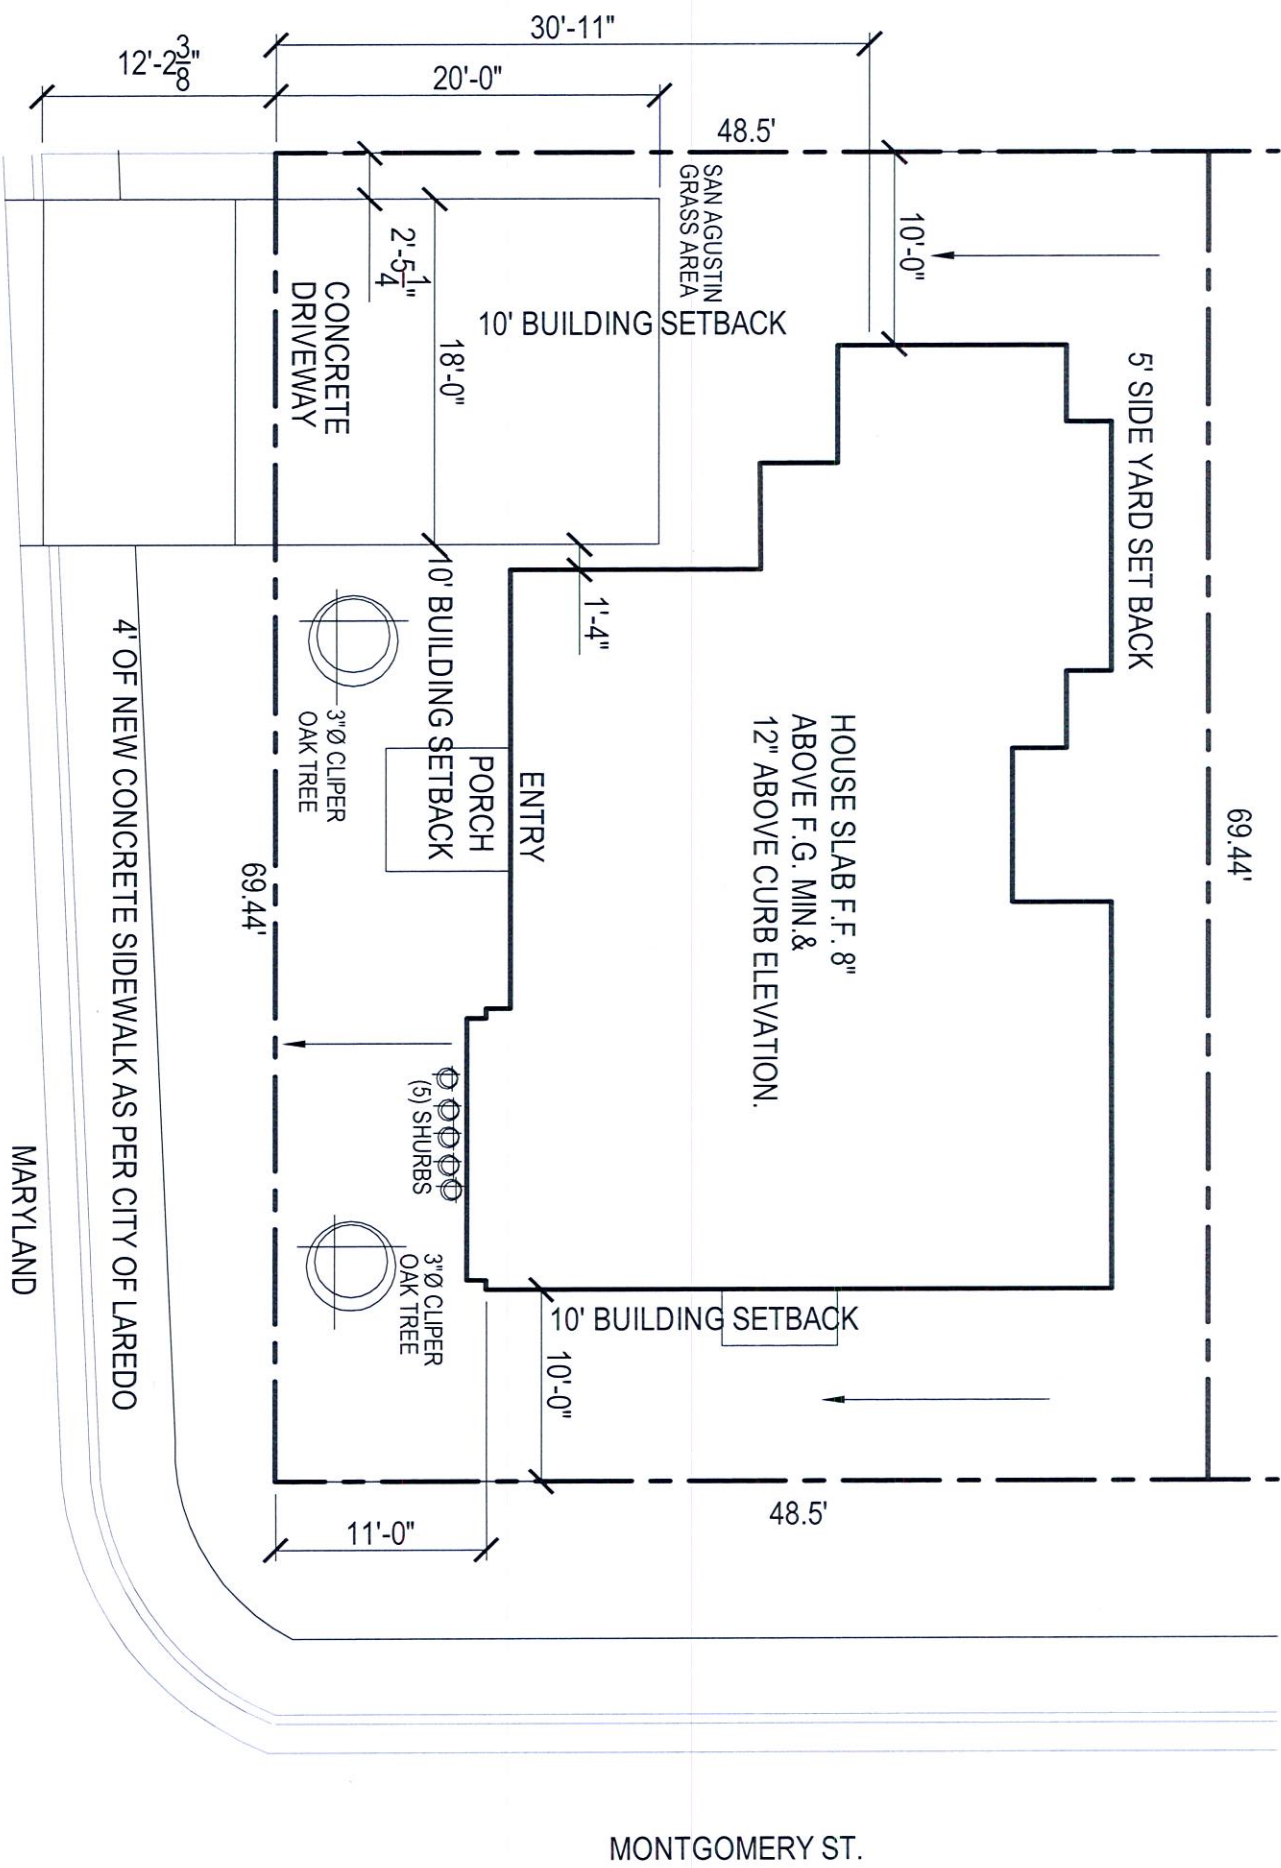 30'-11"
12'-2 3/8"
20'-0"
48.5'
SAN AGUSTIN
GRASS AREA
10'-0"
2'-5 1/4"
10' BUILDING SETBACK
CONCRETE
DRIVEWAY
18'-0"
5' SIDE YARD SET BACK
10' BUILDING SETBACK
1'-4"
4' OF NEW CONCRETE SIDEWALK AS PER CITY OF LAREDO
3"Ø CLIPER
OAK TREE
PORCH
ENTRY
HOUSE SLAB F.F. 8"
ABOVE F.G. MIN.&
12" ABOVE CURB ELEVATION.
69.44'
69.44'
(5) SHURBS
3"Ø CLIPER
OAK TREE
MARYLAND
10' BUILDING SETBACK
10'-0"
48.5'
11'-0"
MONTGOMERY ST.